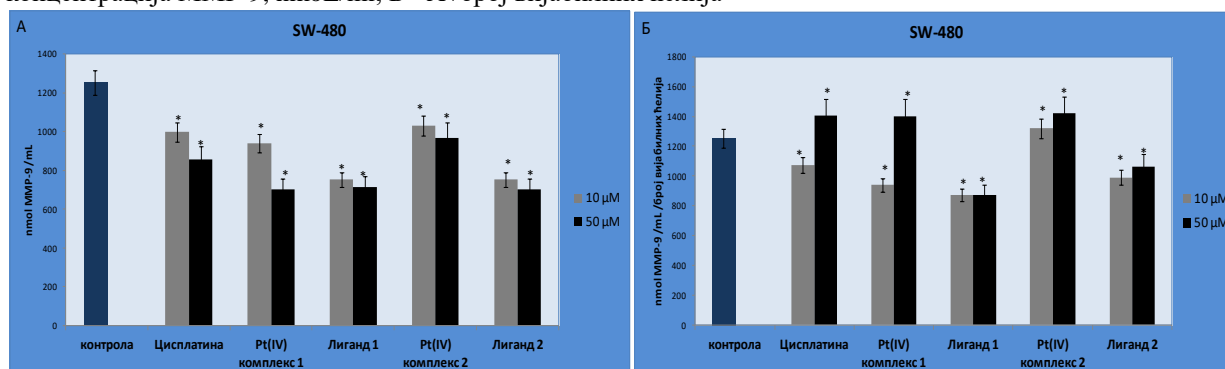 А
SW-480
1400
1200
1000
800
600
400
200
0
nmol MMP-9 /mL
* * * * * * * * * *
10 μM
50 μM
контрола Цисплатина Pt(IV) Лиганд 1 Pt(IV) Лиганд 2
комплекс 1 комплекс 2
Б
SW-480
1800
1600
1400
1200
1000
800
600
400
200
0
nmol MMP-9 /mL /број вијабилних ћелија
* * * * * * * * * *
10 μM
50 μM
контрола Цисплатина Pt(IV) Лиганд 1 Pt(IV) Лиганд 2
комплекс 1 комплекс 2